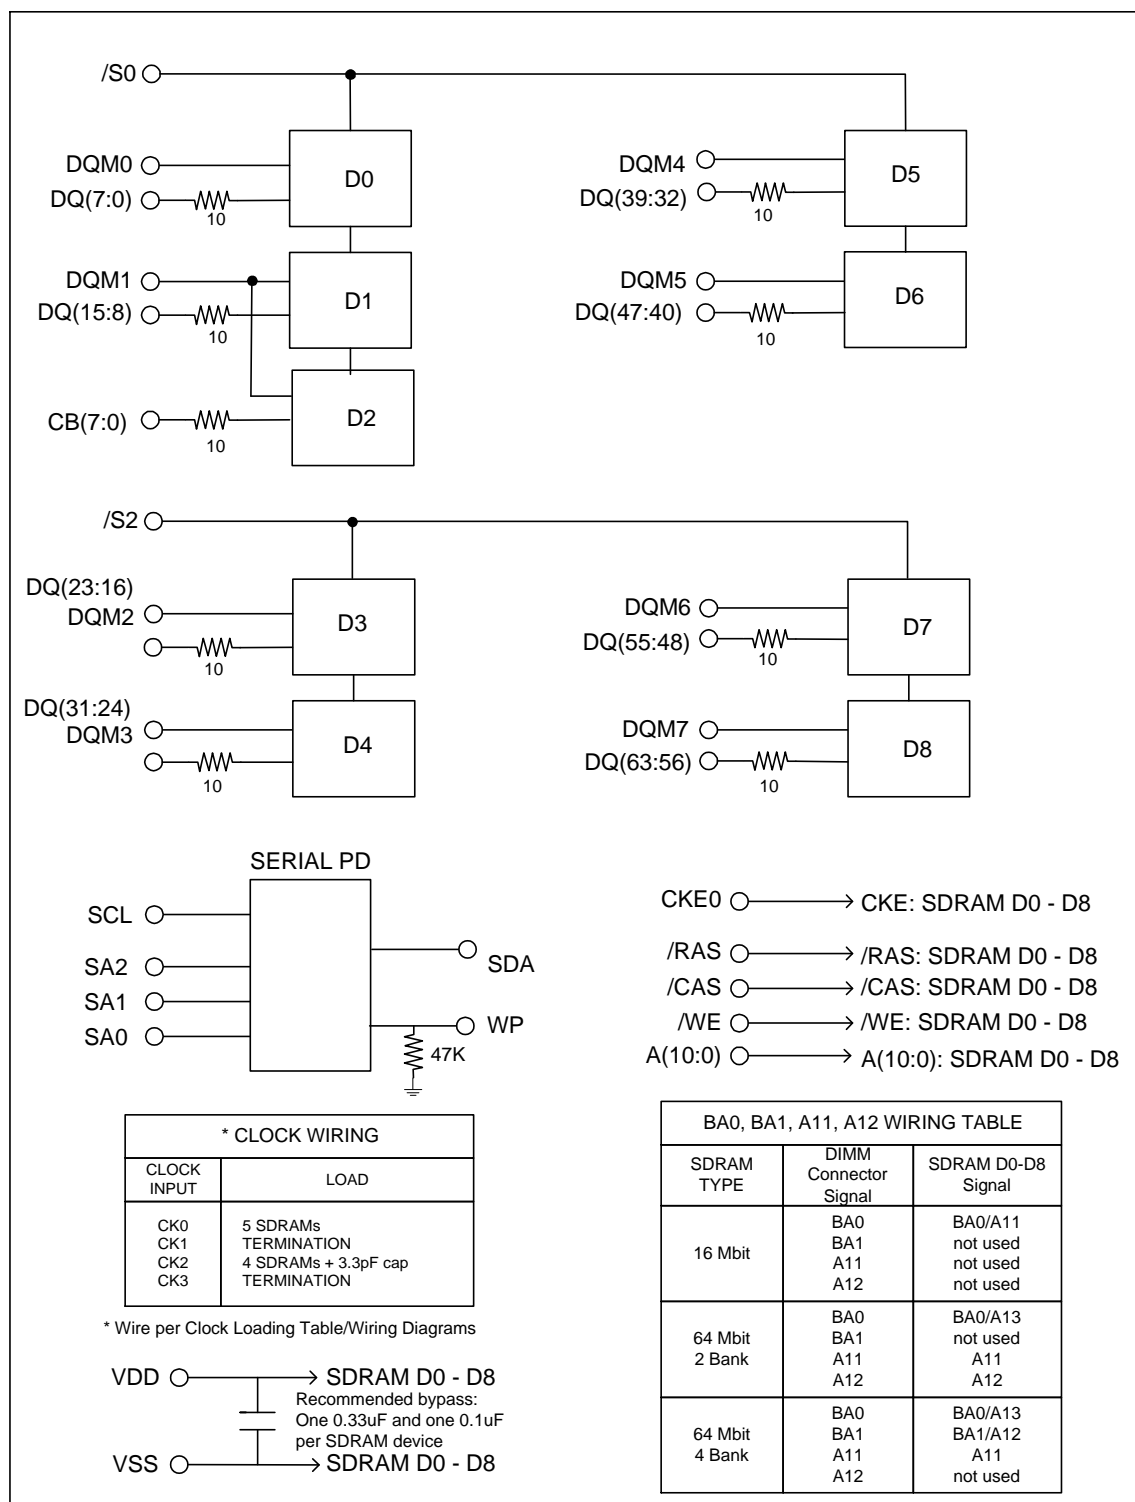 /S0
DQM0
DQ(7:0)
10
D0
DQM4
DQ(39:32)
10
D5
DQM1
DQ(15:8)
10
D1
DQM5
DQ(47:40)
10
D6
CB(7:0)
10
D2
/S2
DQ(23:16)
DQM2
10
D3
DQM6
DQ(55:48)
10
D7
DQ(31:24)
DQM3
10
D4
DQM7
DQ(63:56)
10
D8
SERIAL PD
SCL
SA2
SA1
SA0
SDA
WP
47K
CKE0 CKE: SDRAM D0 - D8
/RAS /RAS: SDRAM D0 - D8
/CAS /CAS: SDRAM D0 - D8
/WE /WE: SDRAM D0 - D8
A(10:0) A(10:0): SDRAM D0 - D8
* CLOCK WIRING
CLOCK
INPUT
LOAD
CK0 5 SDRAMs
CK1 TERMINATION
CK2 4 SDRAMs + 3.3pF cap
CK3 TERMINATION
* Wire per Clock Loading Table/Wiring Diagrams
VDD SDRAM D0 - D8
Recommended bypass:
One 0.33uF and one 0.1uF
per SDRAM device
VSS SDRAM D0 - D8
BA0, BA1, A11, A12 WIRING TABLE
SDRAM
TYPE
DIMM
Connector
Signal
SDRAM D0-D8
Signal
16 Mbit
BA0 BA0/A11
BA1 not used
A11 not used
A12 not used
64 Mbit
2 Bank
BA0 BA0/A13
BA1 not used
A11 A11
A12 A12
64 Mbit
4 Bank
BA0 BA0/A13
BA1 BA1/A12
A11 A11
A12 not used